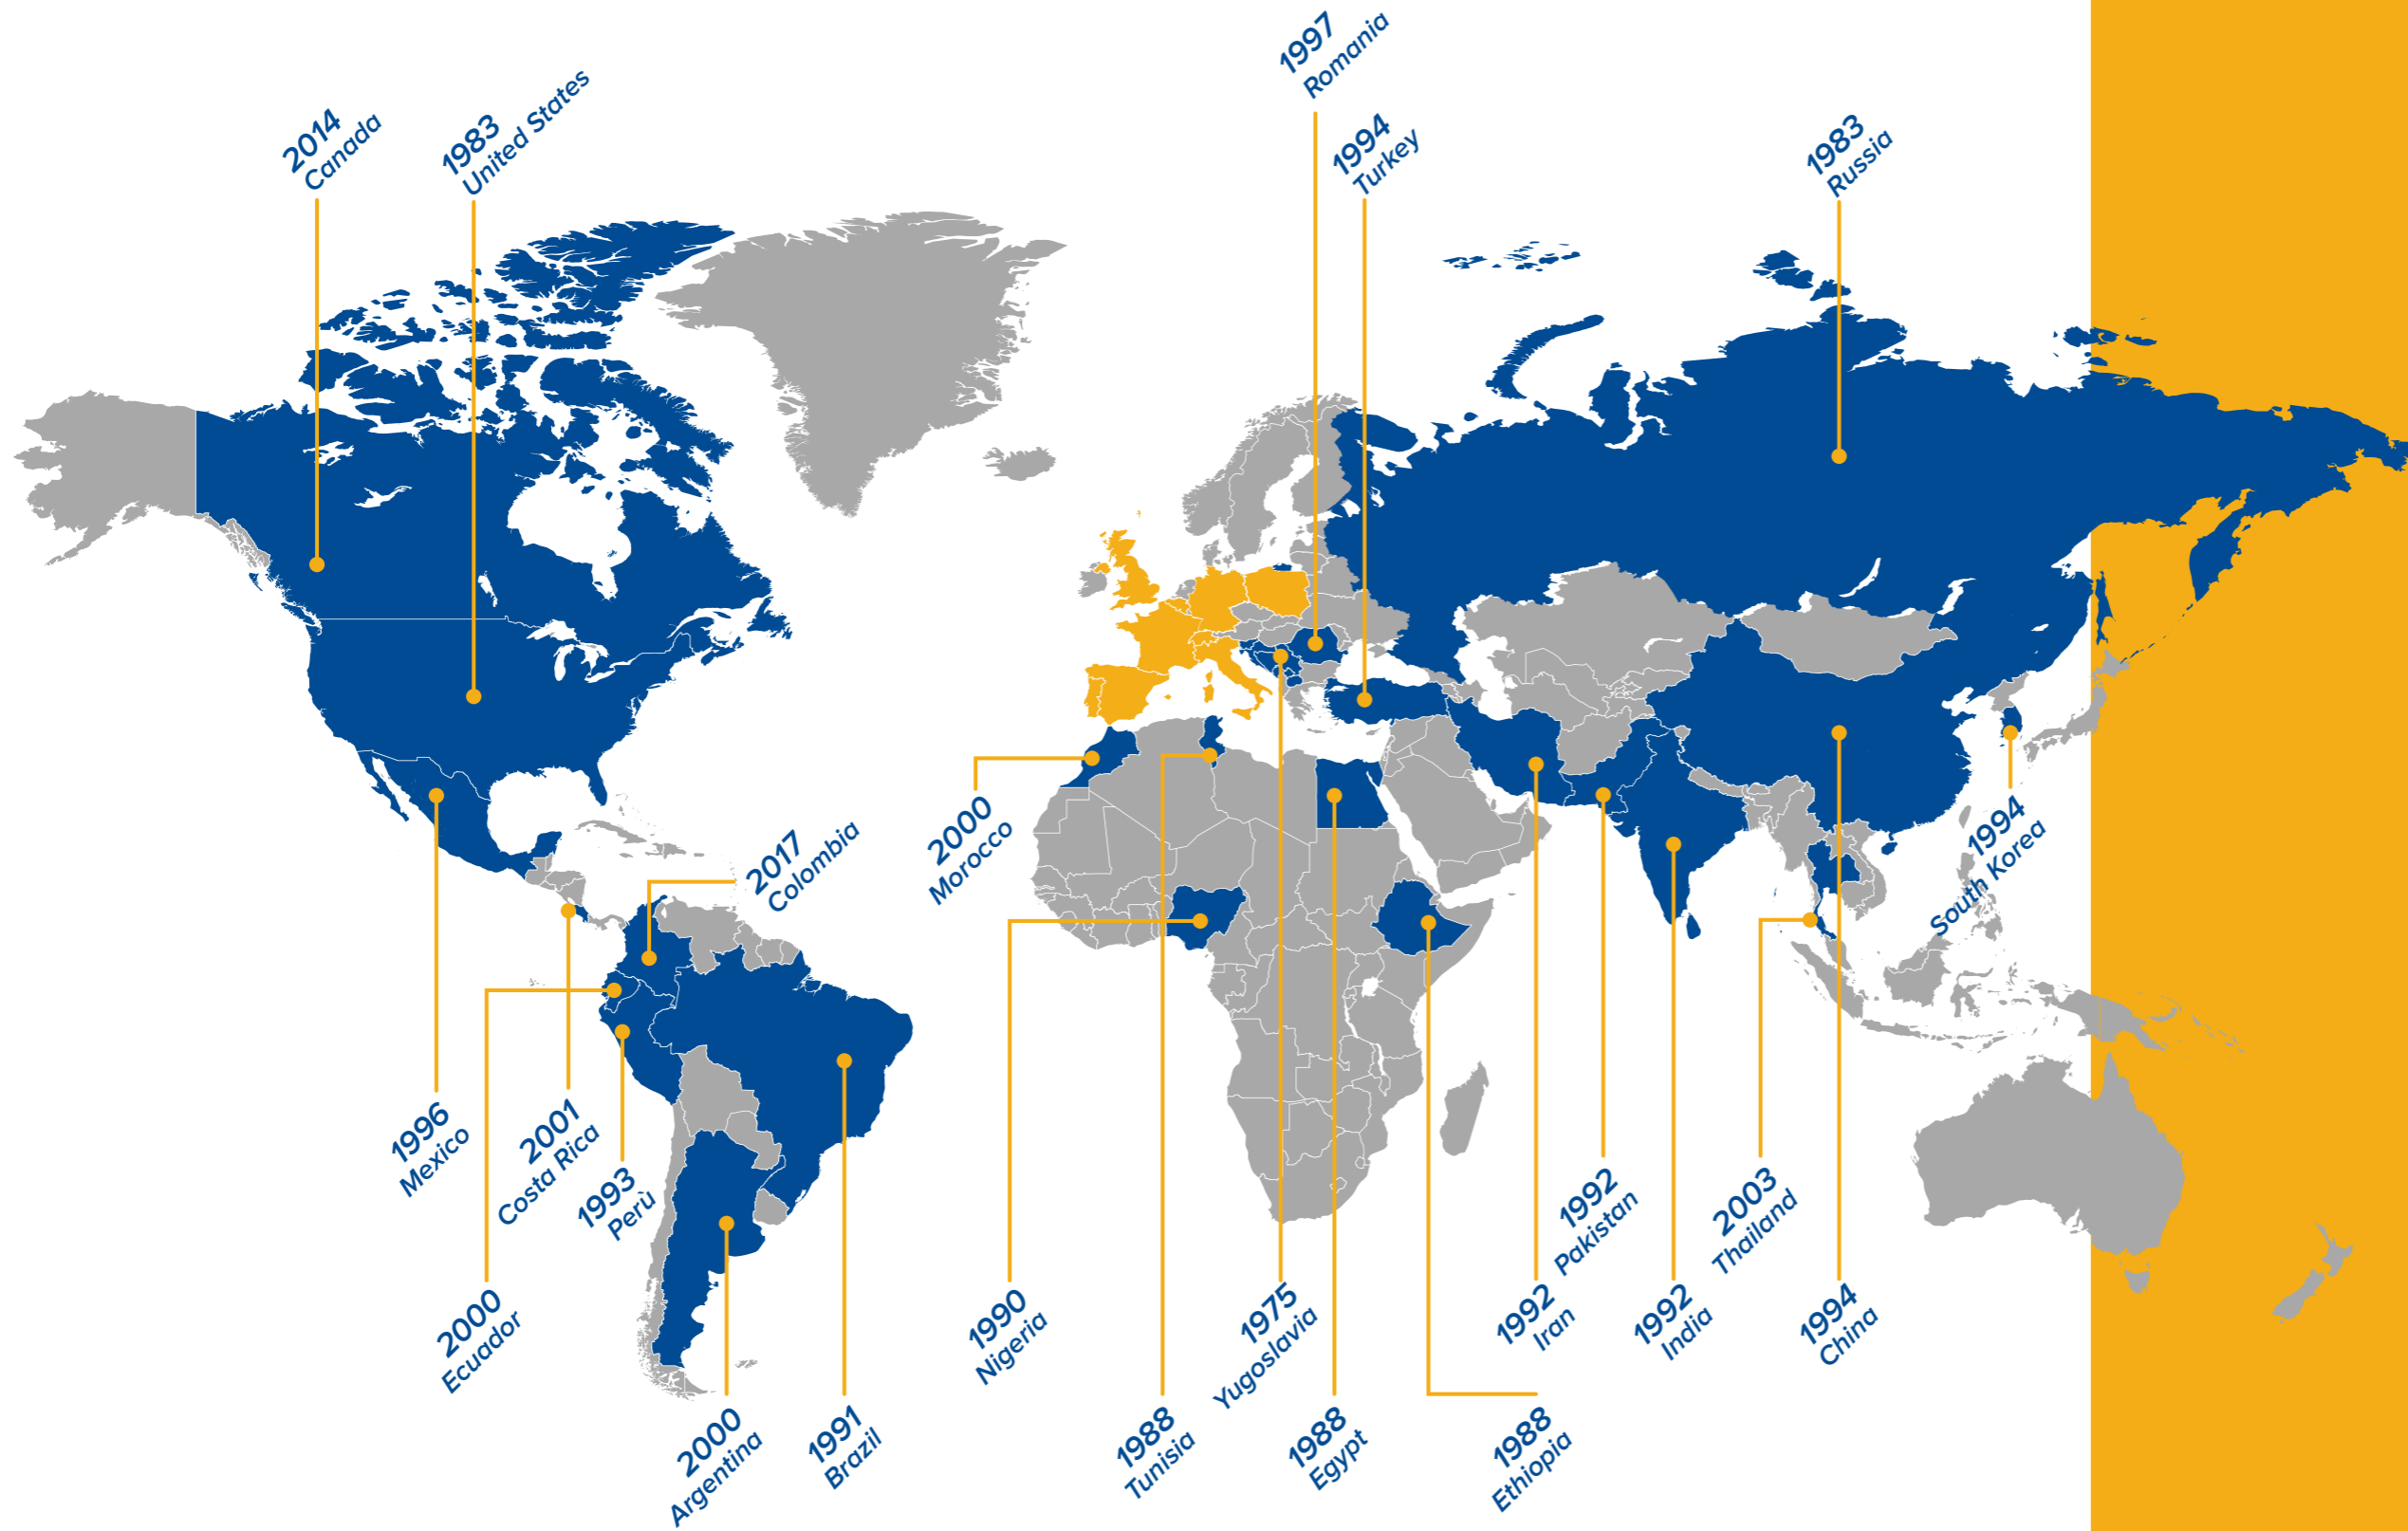 1997
Romania
2014
Canada
1983
United States
1994
Turkey
1983
Russia
2000
Morocco
2017
Colombia
1994
South Korea
1996
Mexico
2001
Costa Rica
1993
Perù
1992
Pakistan
2003
Thailand
2000
Ecuador
1990
Nigeria
1975
Yugoslavia
1992
Iran
1992
India
1994
China
2000
Argentina
1991
Brazil
1988
Tunisia
1988
Egypt
1988
Ethiopia